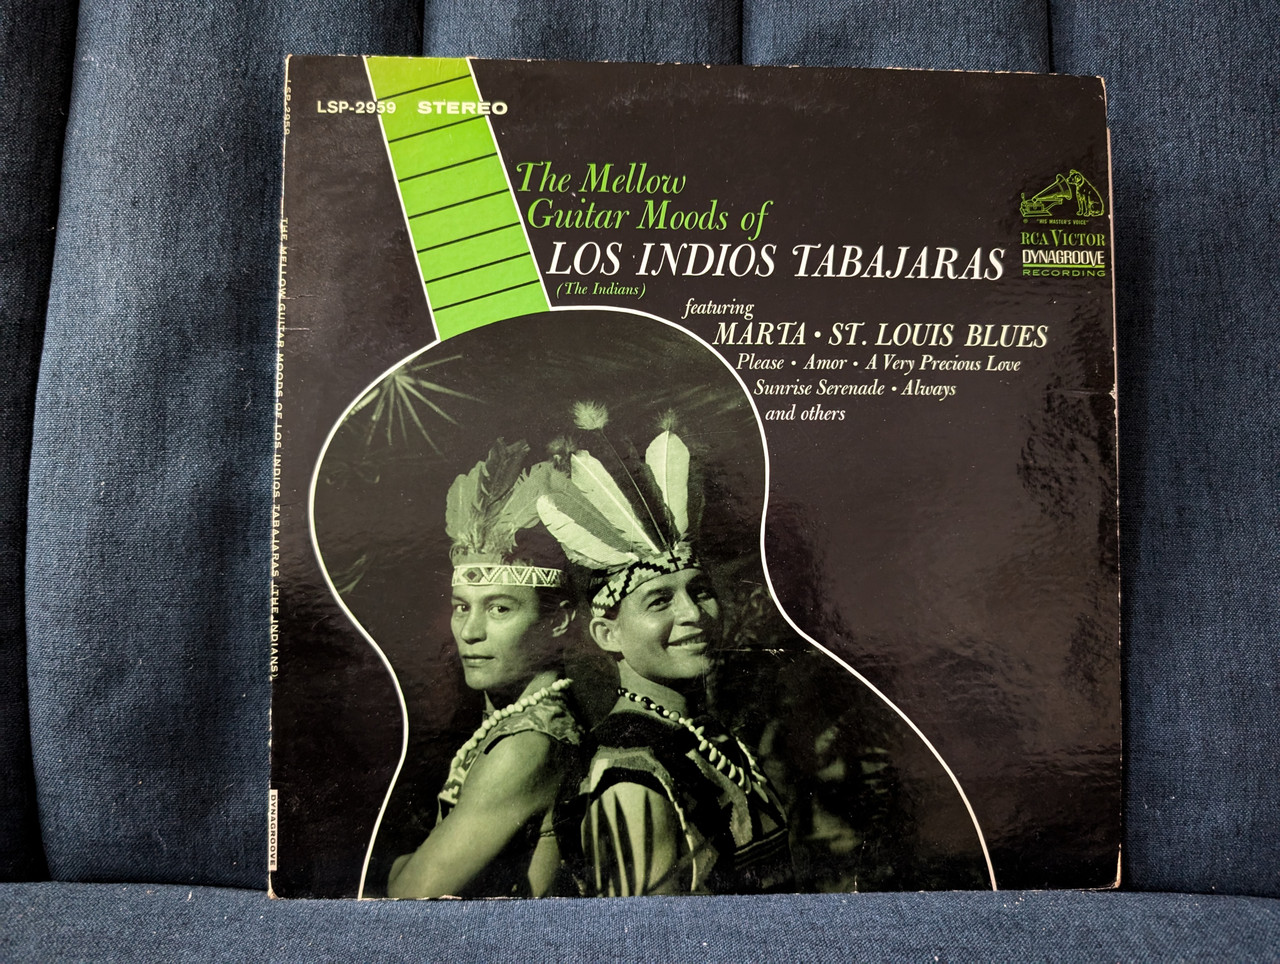 LSP-2959 STEREO
The Mellow
Guitar Moods of
LOS INDIOS TABAJARAS
(The Indians)
featuring
MARTA • ST. LOUIS BLUES
Please • Amor • A Very Precious Love
Sunrise Serenade • Always
and others
"HIS MASTER'S VOICE"
RCA VICTOR
DYNAGROOVE
RECORDING
LSP-2959
THE MELLOW GUITAR MOODS OF LOS INDIOS TABAJARAS (THE INDIANS)
DYNAGROOVE